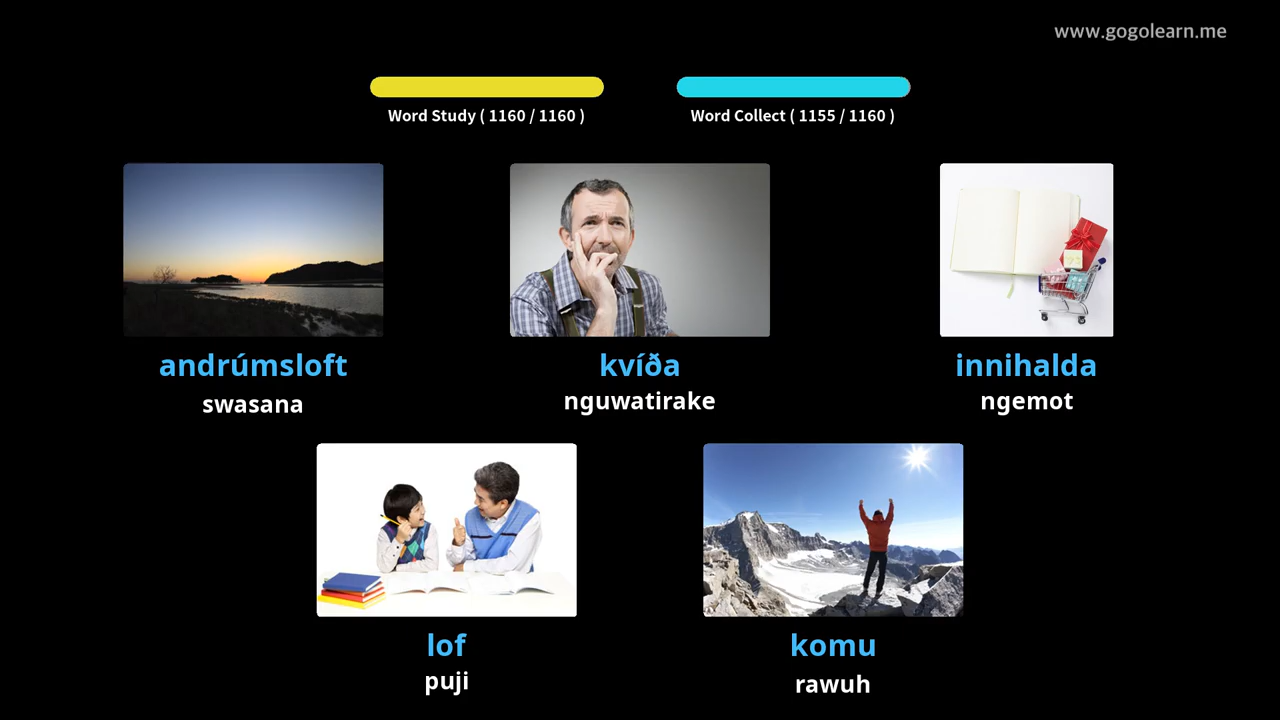 www.gogolearn.me
Word Study ( 1160 / 1160 )
Word Collect ( 1155 / 1160 )
andrúmsloft
swasana
kvíða
nguwatirake
innihalda
ngemot
lof
puji
komu
rawuh